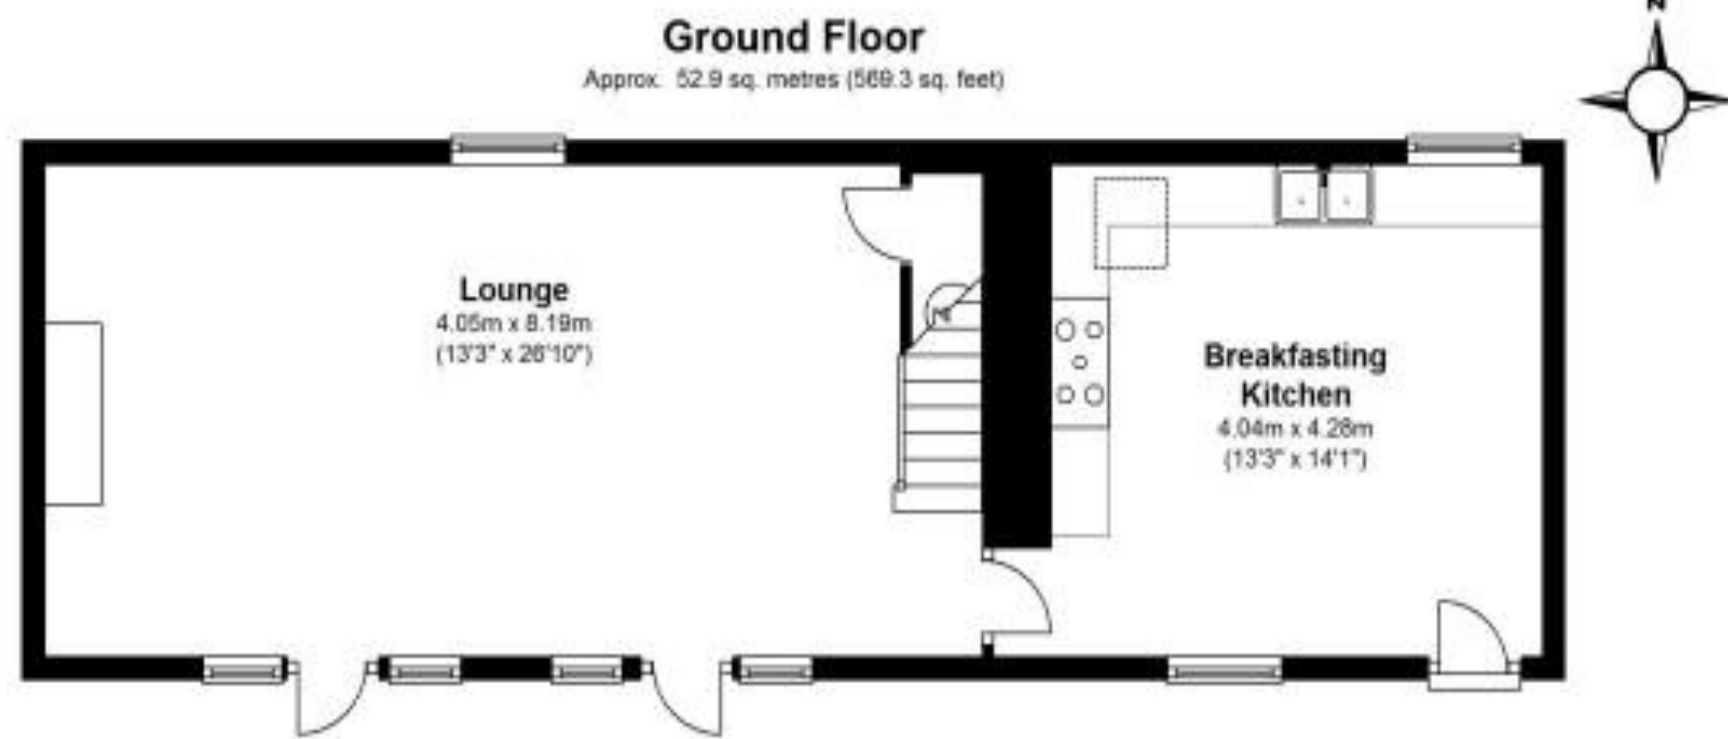 Ground Floor
Approx. 52.9 sq. metres (569.3 sq. feet)
N
Lounge
4.05m x 8.19m
(13'3" x 26'10")
Breakfasting
Kitchen
4.04m x 4.28m
(13'3" x 14'1")